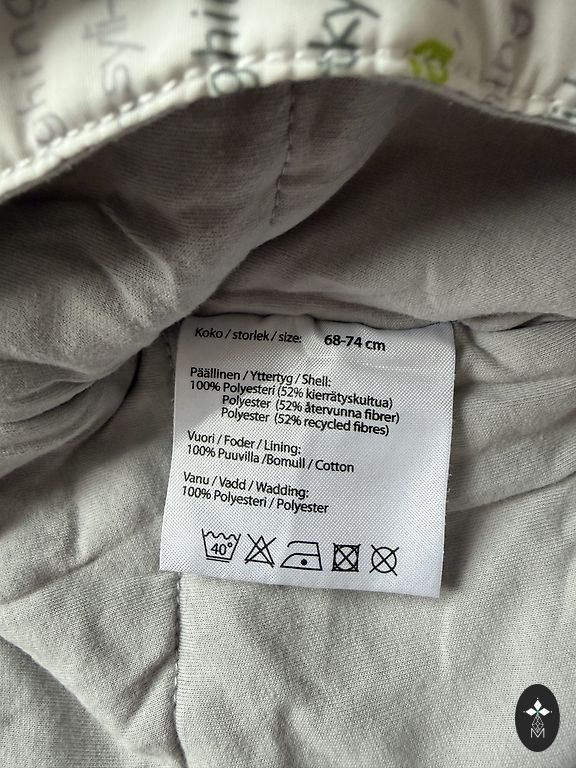 Koko / storlek / size: 68-74 cm
Päällinen / Yttertyg / Shell:
100% Polyesteri (52% kierrätyskuitua)
Polyester (52% återvunna fibrer)
Polyester (52% recycled fibres)
Vuori / Foder / Lining:
100% Puuvilla /Bomull / Cotton
Vanu / Vadd / Wadding:
100% Polyesteri / Polyester
40°
M